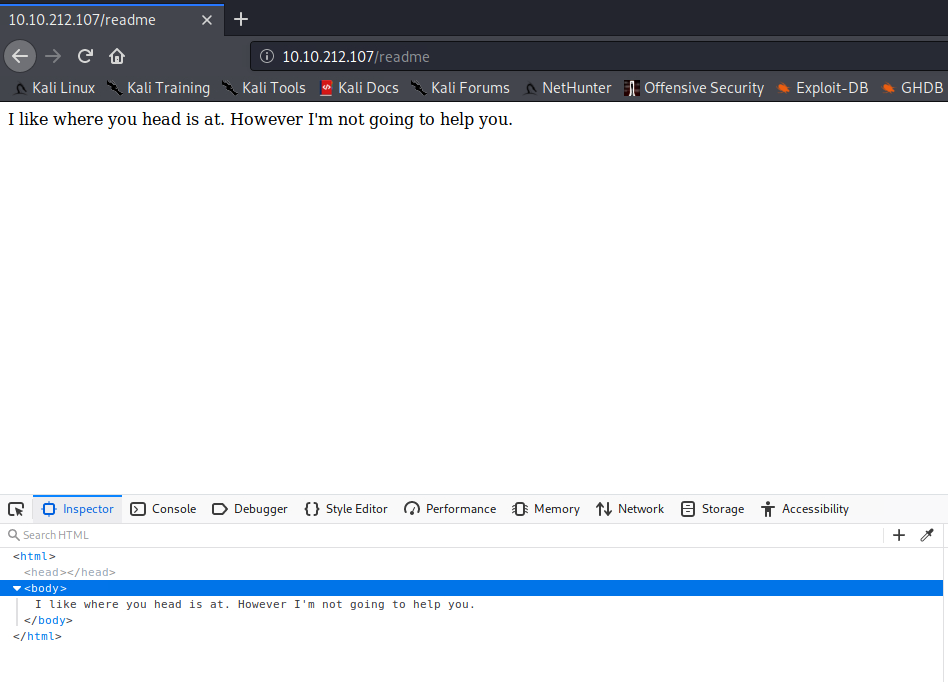 10.10.212.107/readme
10.10.212.107/readme
Kali Linux Kali Training Kali Tools Kali Docs Kali Forums NetHunter Offensive Security Exploit-DB GHDB
I like where you head is at. However I'm not going to help you.
Inspector Console Debugger {} Style Editor Performance Memory Network Storage Accessibility
Search HTML
<html>
<head></head>
<body>
I like where you head is at. However I'm not going to help you.
</body>
</html>